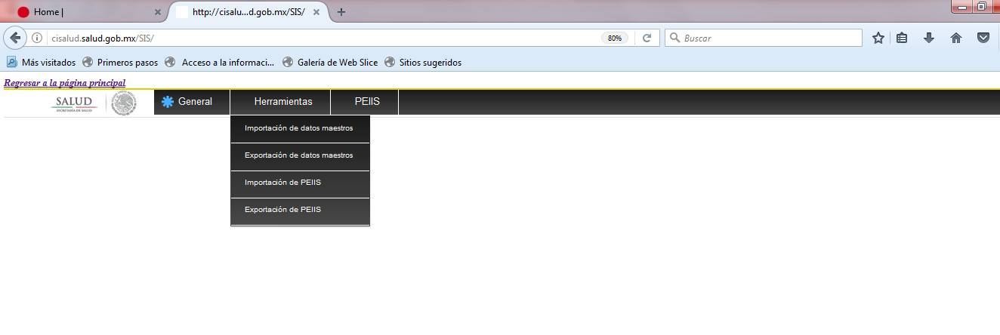 Home |
http://cisalu...d.gob.mx/SIS/
cisalud.salud.gob.mx/SIS/
80%
Buscar
Más visitados
Primeros pasos
Acceso a la informaci...
Galería de Web Slice
Sitios sugeridos
Regresar a la página principal
SALUD
SECRETARÍA DE SALUD
General
Herramientas
PEIIS
Importación de datos maestros
Exportación de datos maestros
Importación de PEIIS
Exportación de PEIIS